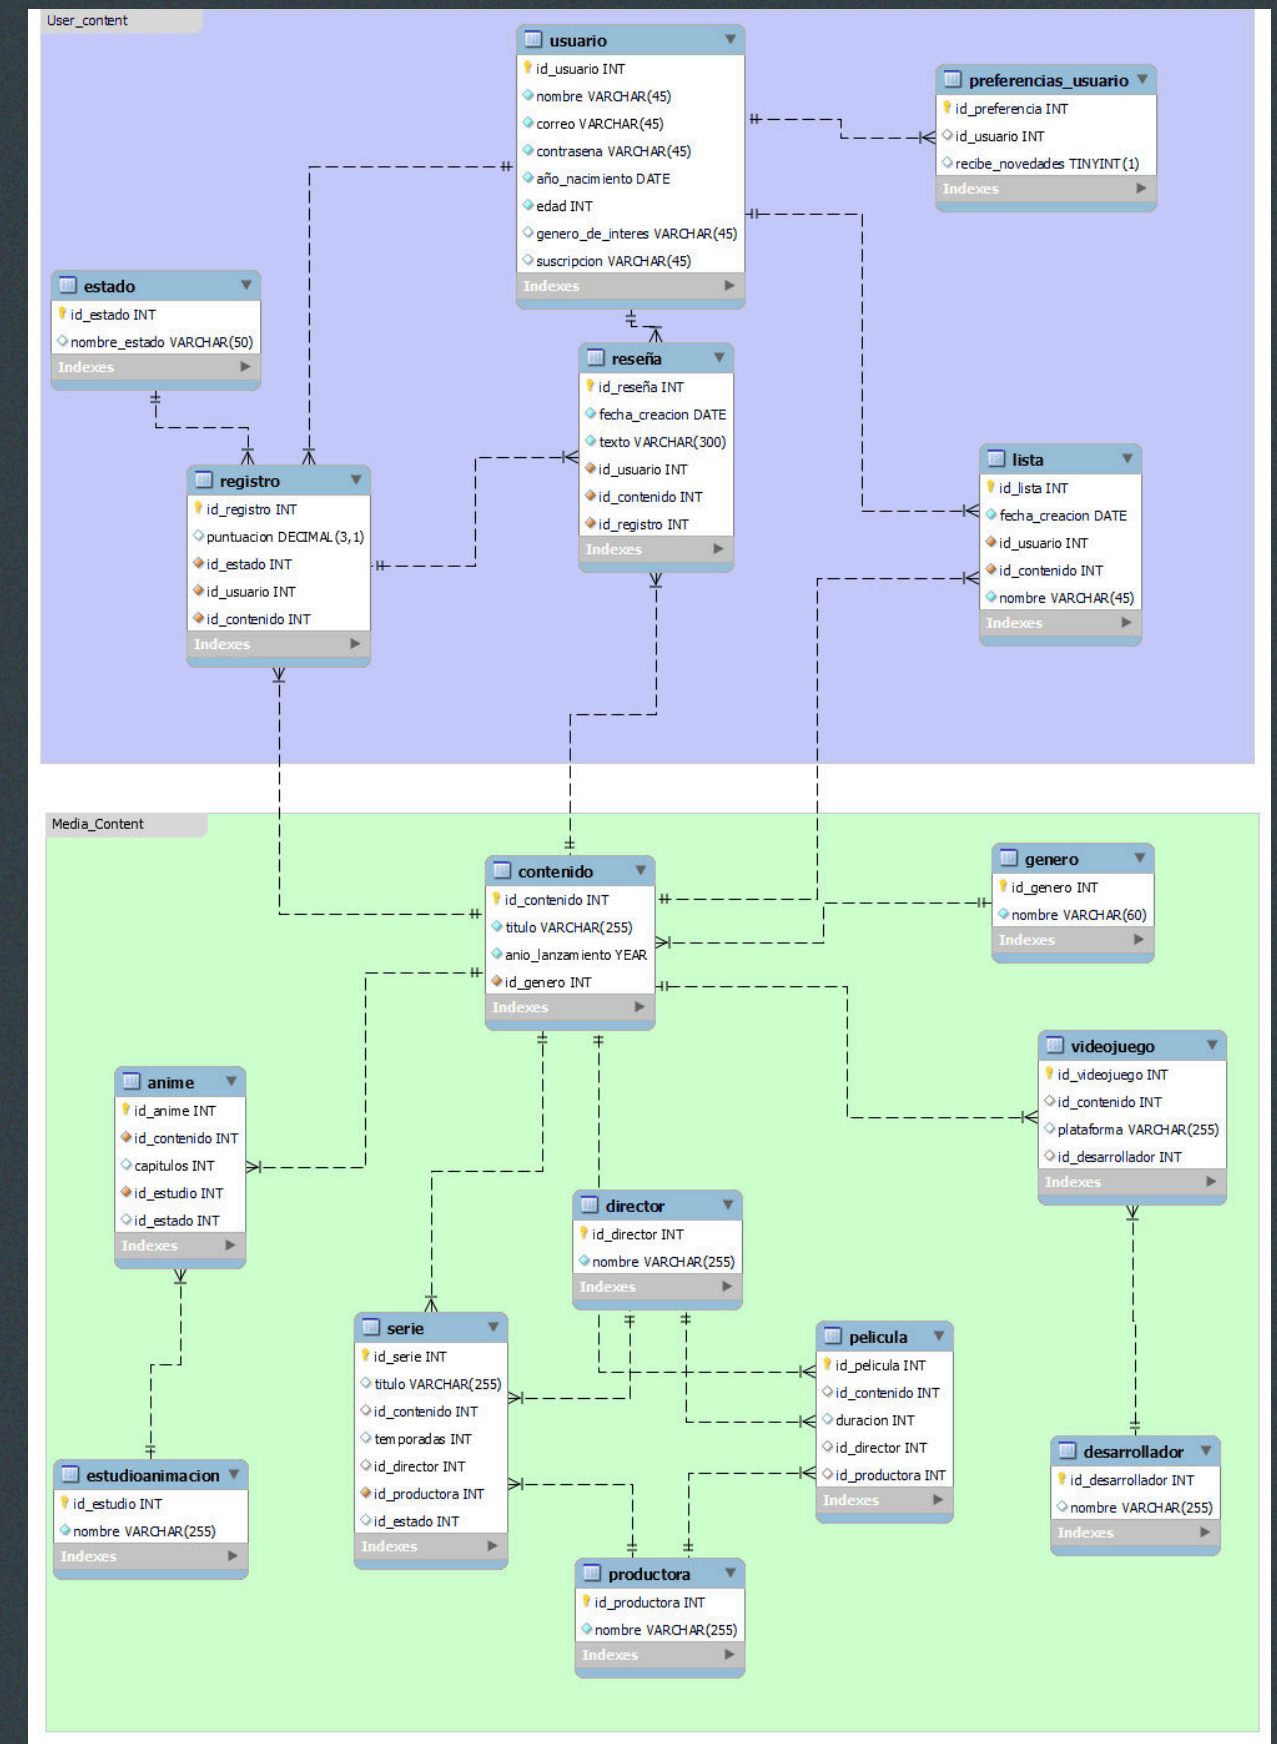 User_content
usuario
id_usuario INT
nombre VARCHAR(45)
correo VARCHAR(45)
contrasena VARCHAR(45)
año_nacimiento DATE
edad INT
genero_de_interes VARCHAR(45)
suscripcion VARCHAR(45)
Indexes
preferencias_usuario
id_preferencia INT
id_usuario INT
recibe_novedades TINYINT(1)
Indexes
estado
id_estado INT
nombre_estado VARCHAR(50)
Indexes
reseña
id_reseña INT
fecha_creacion DATE
texto VARCHAR(300)
id_usuario INT
id_contenido INT
id_registro INT
Indexes
lista
id_lista INT
fecha_creacion DATE
id_usuario INT
id_contenido INT
nombre VARCHAR(45)
Indexes
registro
id_registro INT
puntuacion DECIMAL(3,1)
id_estado INT
id_usuario INT
id_contenido INT
Indexes
Media_Content
contenido
id_contenido INT
titulo VARCHAR(255)
anio_lanzamiento YEAR
id_genero INT
Indexes
genero
id_genero INT
nombre VARCHAR(60)
Indexes
videojuego
id_videojuego INT
id_contenido INT
plataforma VARCHAR(255)
id_desarrollador INT
Indexes
anime
id_anime INT
id_contenido INT
capitulos INT
id_estudio INT
id_estado INT
Indexes
director
id_director INT
nombre VARCHAR(255)
Indexes
serie
id_serie INT
titulo VARCHAR(255)
id_contenido INT
temporadas INT
id_director INT
id_productora INT
id_estado INT
Indexes
pelicula
id_pelicula INT
id_contenido INT
duracion INT
id_director INT
id_productora INT
Indexes
estudioanimacion
id_estudio INT
nombre VARCHAR(255)
Indexes
desarrollador
id_desarrollador INT
nombre VARCHAR(255)
Indexes
productora
id_productora INT
nombre VARCHAR(255)
Indexes